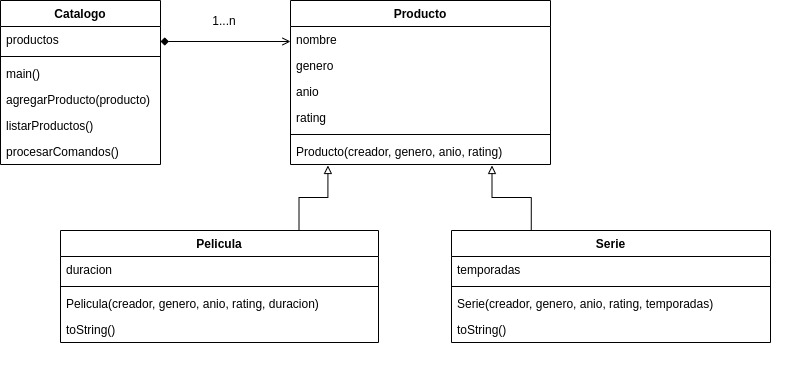 Catalogo
productos
main()
agregarProducto(producto)
listarProductos()
procesarComandos()
1...n
Producto
nombre
genero
anio
rating
Producto(creador, genero, anio, rating)
Pelicula
duracion
Pelicula(creador, genero, anio, rating, duracion)
toString()
Serie
temporadas
Serie(creador, genero, anio, rating, temporadas)
toString()